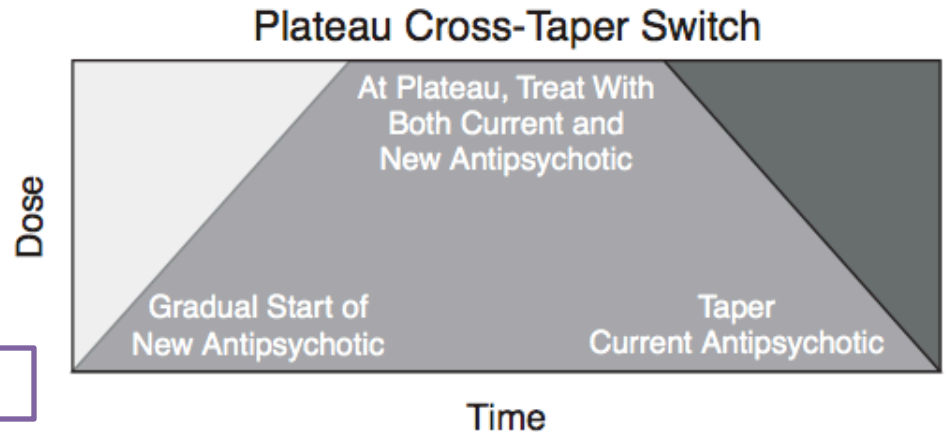 Plateau Cross-Taper Switch
At Plateau, Treat With
Both Current and
New Antipsychotic
Dose
Gradual Start of
New Antipsychotic
Taper
Current Antipsychotic
Time